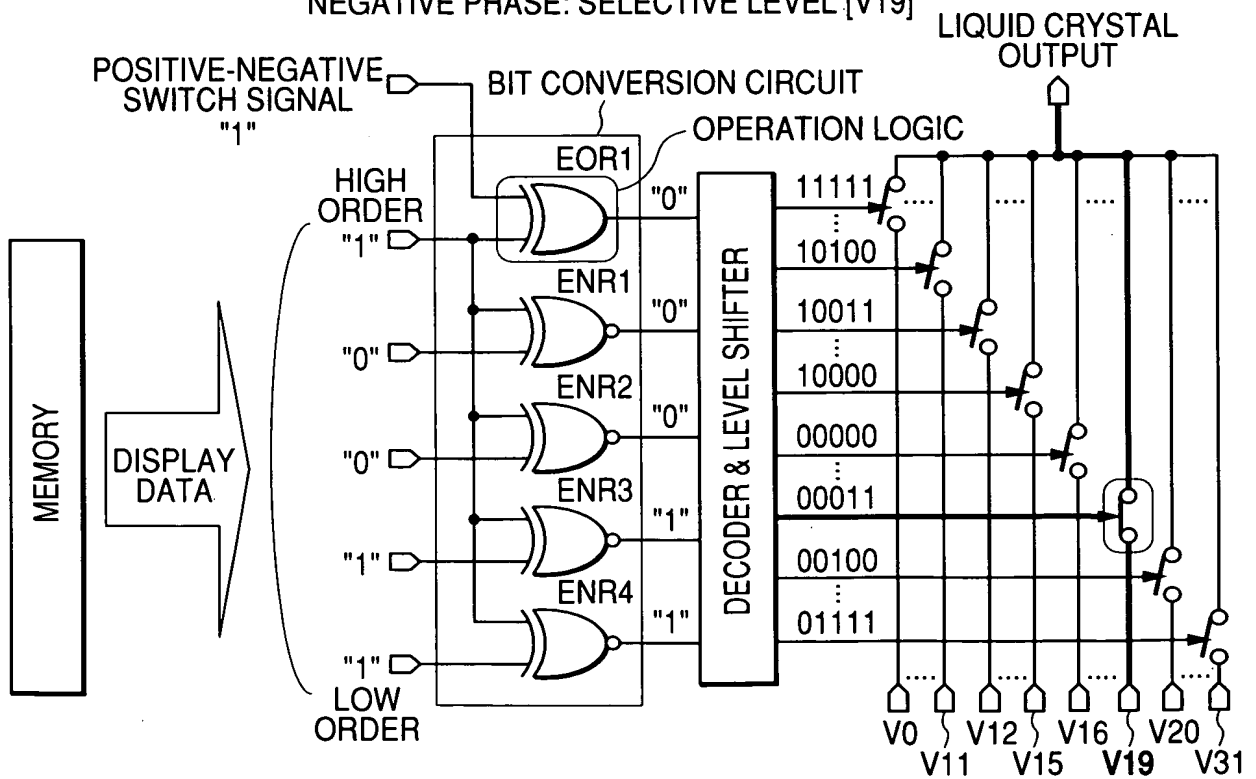 NEGATIVE PHASE: SELECTIVE LEVEL [V19]
LIQUID CRYSTAL
OUTPUT
POSITIVE-NEGATIVE
SWITCH SIGNAL
"1"
BIT CONVERSION CIRCUIT
OPERATION LOGIC
EOR1
HIGH
ORDER
"1"
"0"
11111
10100
ENR1
"0"
"0"
10011
ENR2
"0"
"0"
10000
00000
ENR3
"1"
"1"
00011
00100
ENR4
"1"
"1"
01111
LOW
ORDER
MEMORY
DISPLAY
DATA
DECODER & LEVEL SHIFTER
V0
V11
V12
V15
V16
V19
V20
V31